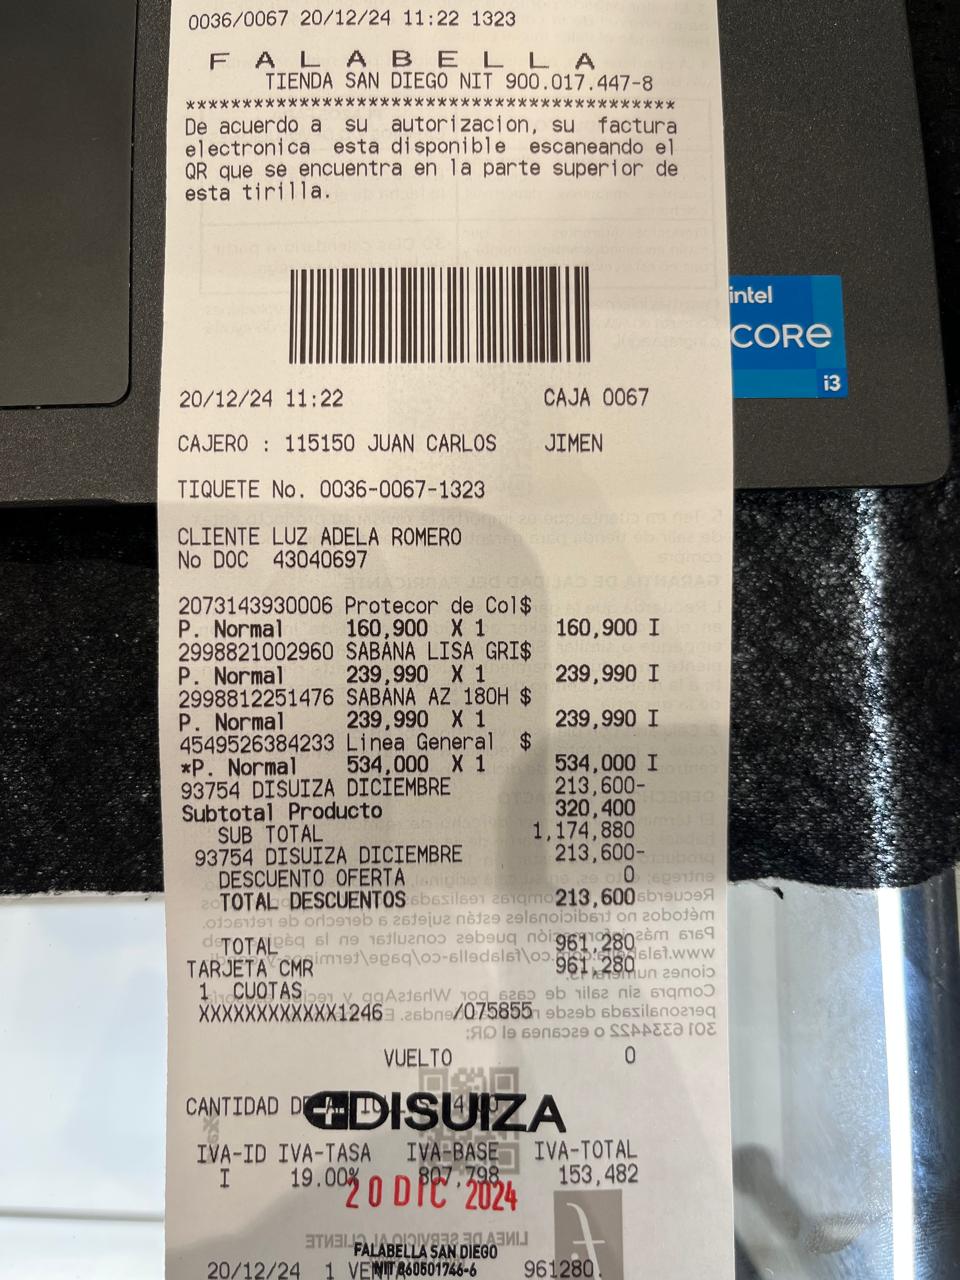 0036/0067 20/12/24 11:22 1323
FALABELLA
TIENDA SAN DIEGO NIT 900.017.447-8
*******************************************
De acuerdo a su autorizacion, su factura
electronica esta disponible escaneando el
QR que se encuentra en la parte superior de
esta tirilla.
intel
CORE
i3
20/12/24 11:22 CAJA 0067
CAJERO : 115150 JUAN CARLOS JIMEN
TIQUETE No. 0036-0067-1323
CLIENTE LUZ ADELA ROMERO
No DOC 43040697
2073143930006 Protecor de Col$
P. Normal 160,900 X 1 160,900 I
2998821002960 SABANA LISA GRI$
P. Normal 239,990 X 1 239,990 I
2998812251476 SABANA AZ 180H $
P. Normal 239,990 X 1 239,990 I
4549526384233 Linea General $
*P. Normal 534,000 X 1 534,000 I
93754 DISUIZA DICIEMBRE 213,600-
Subtotal Producto 320,400
SUB TOTAL 1,174,880
93754 DISUIZA DICIEMBRE 213,600-
DESCUENTO OFERTA 0
TOTAL DESCUENTOS 213,600
TOTAL 961,280
TARJETA CMR 961,280
1 CUOTAS
XXXXXXXXXXXX1246 /075855
VUELTO 0
CANTIDAD
DISUIZA
IVA-ID IVA-TASA IVA-BASE IVA-TOTAL
I 19.00% 807,798 153,482
20 DIC 2024
FALABELLA SAN DIEGO
NIT 860501746-6
20/12/24 1 961280.